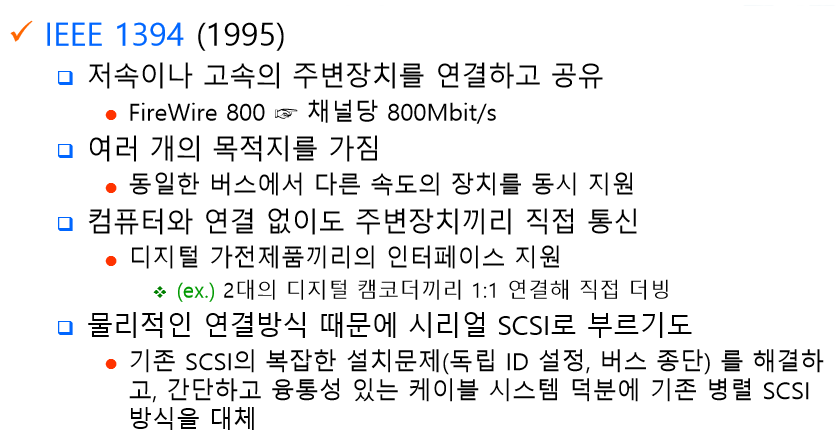 ✓ IEEE 1394 (1995)
❑ 저속이나 고속의 주변장치를 연결하고 공유
● FireWire 800 ☞ 채널당 800Mbit/s
❑ 여러 개의 목적지를 가짐
● 동일한 버스에서 다른 속도의 장치를 동시 지원
❑ 컴퓨터와 연결 없이도 주변장치끼리 직접 통신
● 디지털 가전제품끼리의 인터페이스 지원
❖ (ex.) 2대의 디지털 캠코더끼리 1:1 연결해 직접 더빙
❑ 물리적인 연결방식 때문에 시리얼 SCSI로 부르기도
● 기존 SCSI의 복잡한 설치문제(독립 ID 설정, 버스 종단) 를 해결하
고, 간단하고 융통성 있는 케이블 시스템 덕분에 기존 병렬 SCSI
방식을 대체